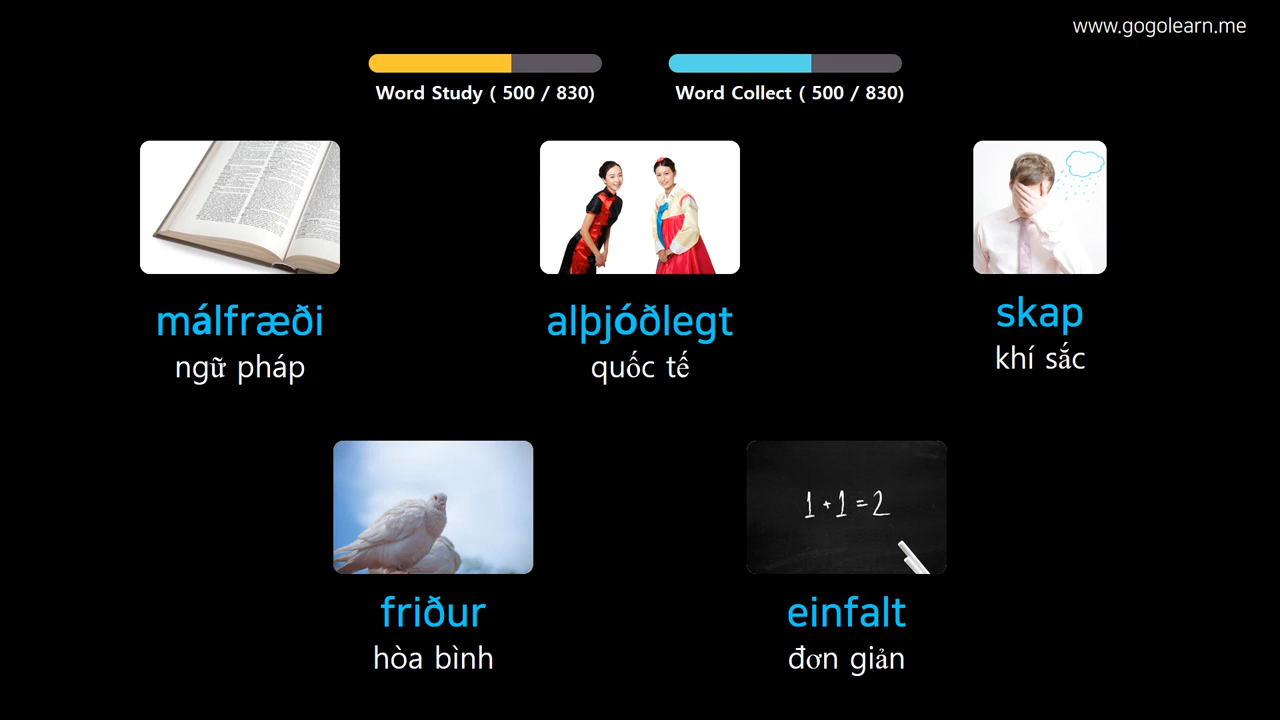 www.gogolearn.me
Word Study ( 500 / 830)
Word Collect ( 500 / 830)
málfræði
ngữ pháp
alþjóðlegt
quốc tế
skap
khí sắc
1 + 1 = 2
friður
hòa bình
einfalt
đơn giản